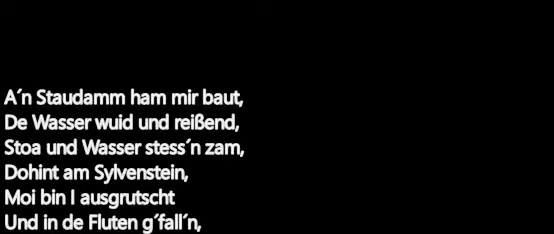 A´n Staudamm ham mir baut,
De Wasser wuid und reißend,
Stoa und Wasser stess´n zam,
Dohint am Sylvenstein,
Moi bin I ausgrutscht
Und in de Fluten g´fall´n,